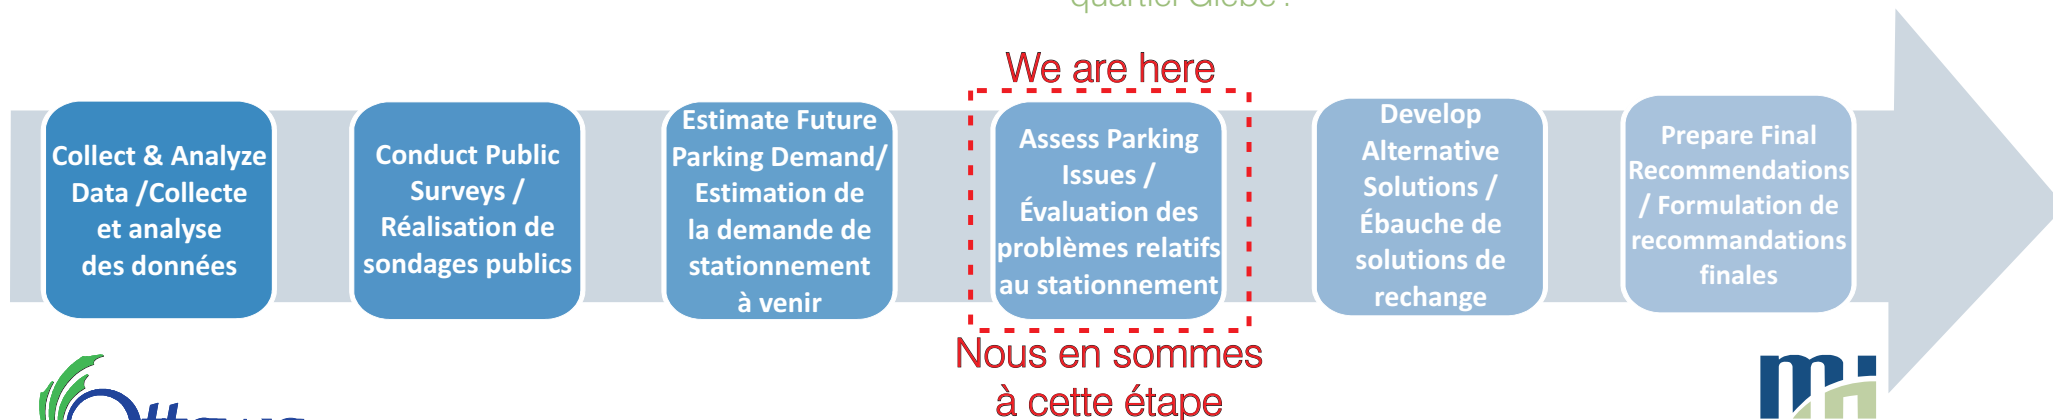 quartier Glebe?
We are here
Collect & Analyze
Data /Collecte
et analyse
des données
Conduct Public
Surveys /
Réalisation de
sondages publics
Estimate Future
Parking Demand/
Estimation de
la demande de
stationnement
à venir
Assess Parking
Issues /
Évaluation des
problèmes relatifs
au stationnement
Develop
Alternative
Solutions /
Ébauche de
solutions de
rechange
Prepare Final
Recommendations
/ Formulation de
recommandations
finales
Nous en sommes
à cette étape
Ottawa